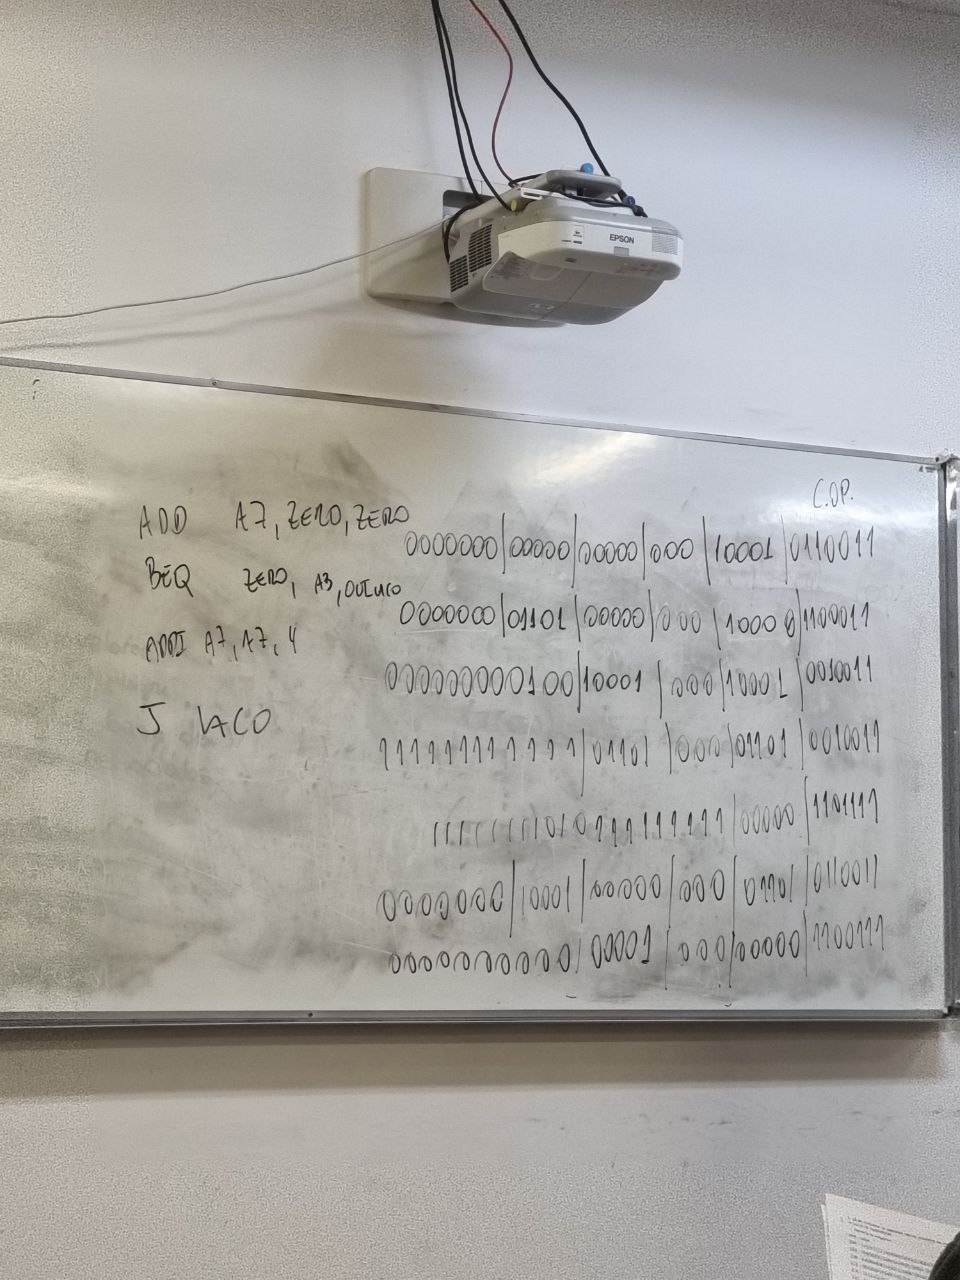 EPSON
C.OP.
ADD A7, ZERO, ZERO 0000000|00000|00000|000|10001|0110011
BEQ ZERO, A3, OUTLACO 0000000|01101|00000|000|10000|1100011
ADDI A7, A7, 4 000000000100|10001|000|10001|0010011
J LACO 111111111111|01101|000|01101|0010011
11111111010111111111|00000|1101111
0000000|10001|00000|000|01101|0110011
00000000000|00001|000|00000|1100111